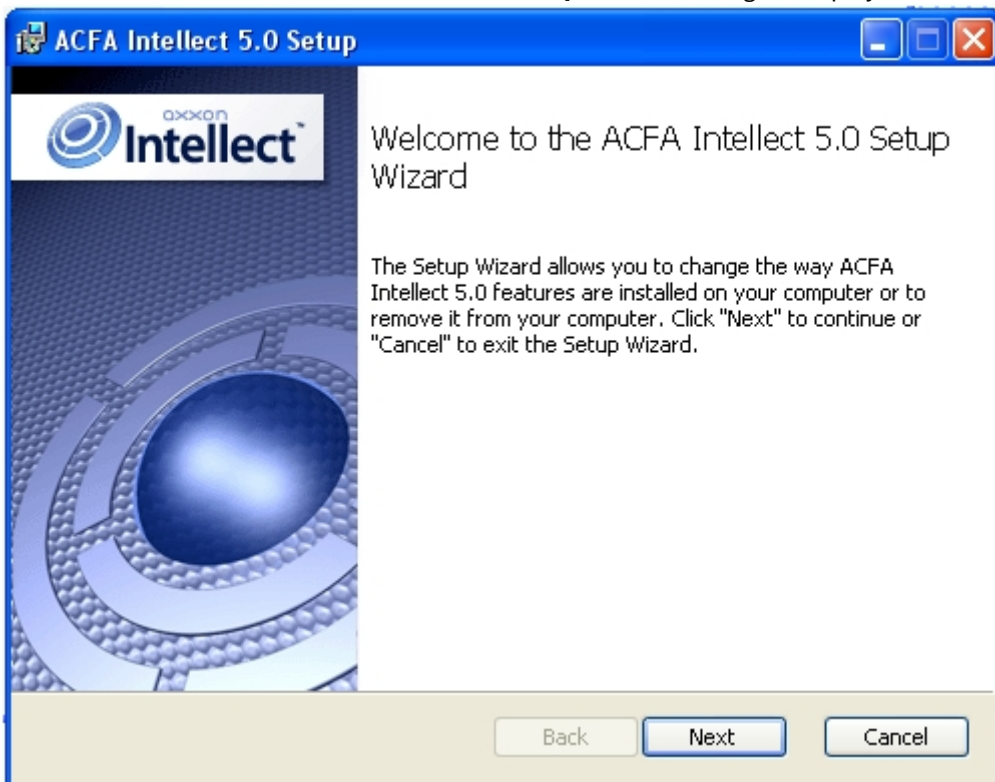 ACFA Intellect 5.0 Setup
axxon
Intellect™
Welcome to the ACFA Intellect 5.0 Setup
Wizard
The Setup Wizard allows you to change the way ACFA
Intellect 5.0 features are installed on your computer or to
remove it from your computer. Click "Next" to continue or
"Cancel" to exit the Setup Wizard.
Back Next Cancel